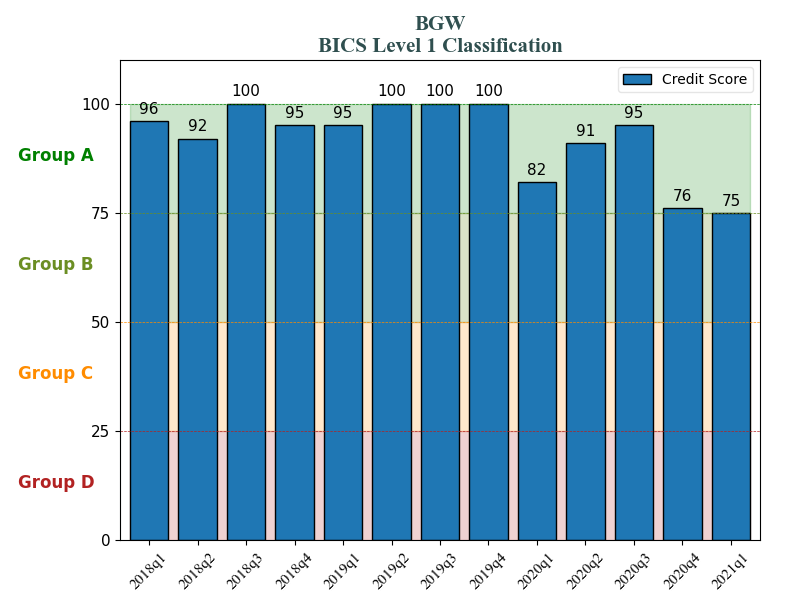 BGW
BICS Level 1 Classification
Credit Score
100
75
50
25
0
Group A
Group B
Group C
Group D
96
92
100
95
95
100
100
100
82
91
95
76
75
2018q1
2018q2
2018q3
2018q4
2019q1
2019q2
2019q3
2019q4
2020q1
2020q2
2020q3
2020q4
2021q1